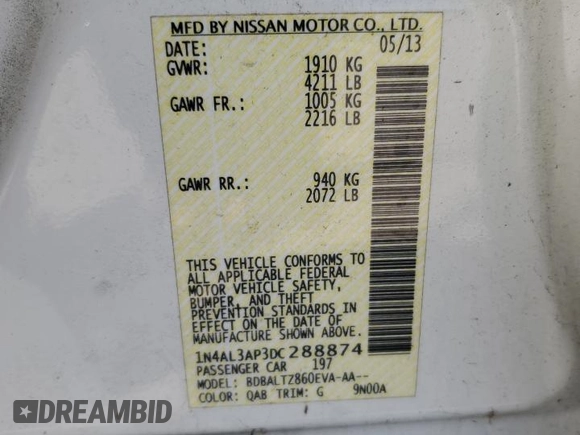 MFD BY NISSAN MOTOR CO., LTD.
DATE: 05/13
GVWR: 1910 KG
4211 LB
GAWR FR.: 1005 KG
2216 LB
GAWR RR.: 940 KG
2072 LB
THIS VEHICLE CONFORMS TO
ALL APPLICABLE FEDERAL
MOTOR VEHICLE SAFETY,
BUMPER, AND THEFT
PREVENTION STANDARDS IN
EFFECT ON THE DATE OF
MANUFACTURE SHOWN ABOVE.
1N4AL3AP3DC288874
PASSENGER CAR 197
MODEL: BDBALTZ860EVA-AA--
COLOR: QAB TRIM: G 9N00A
DREAMBID